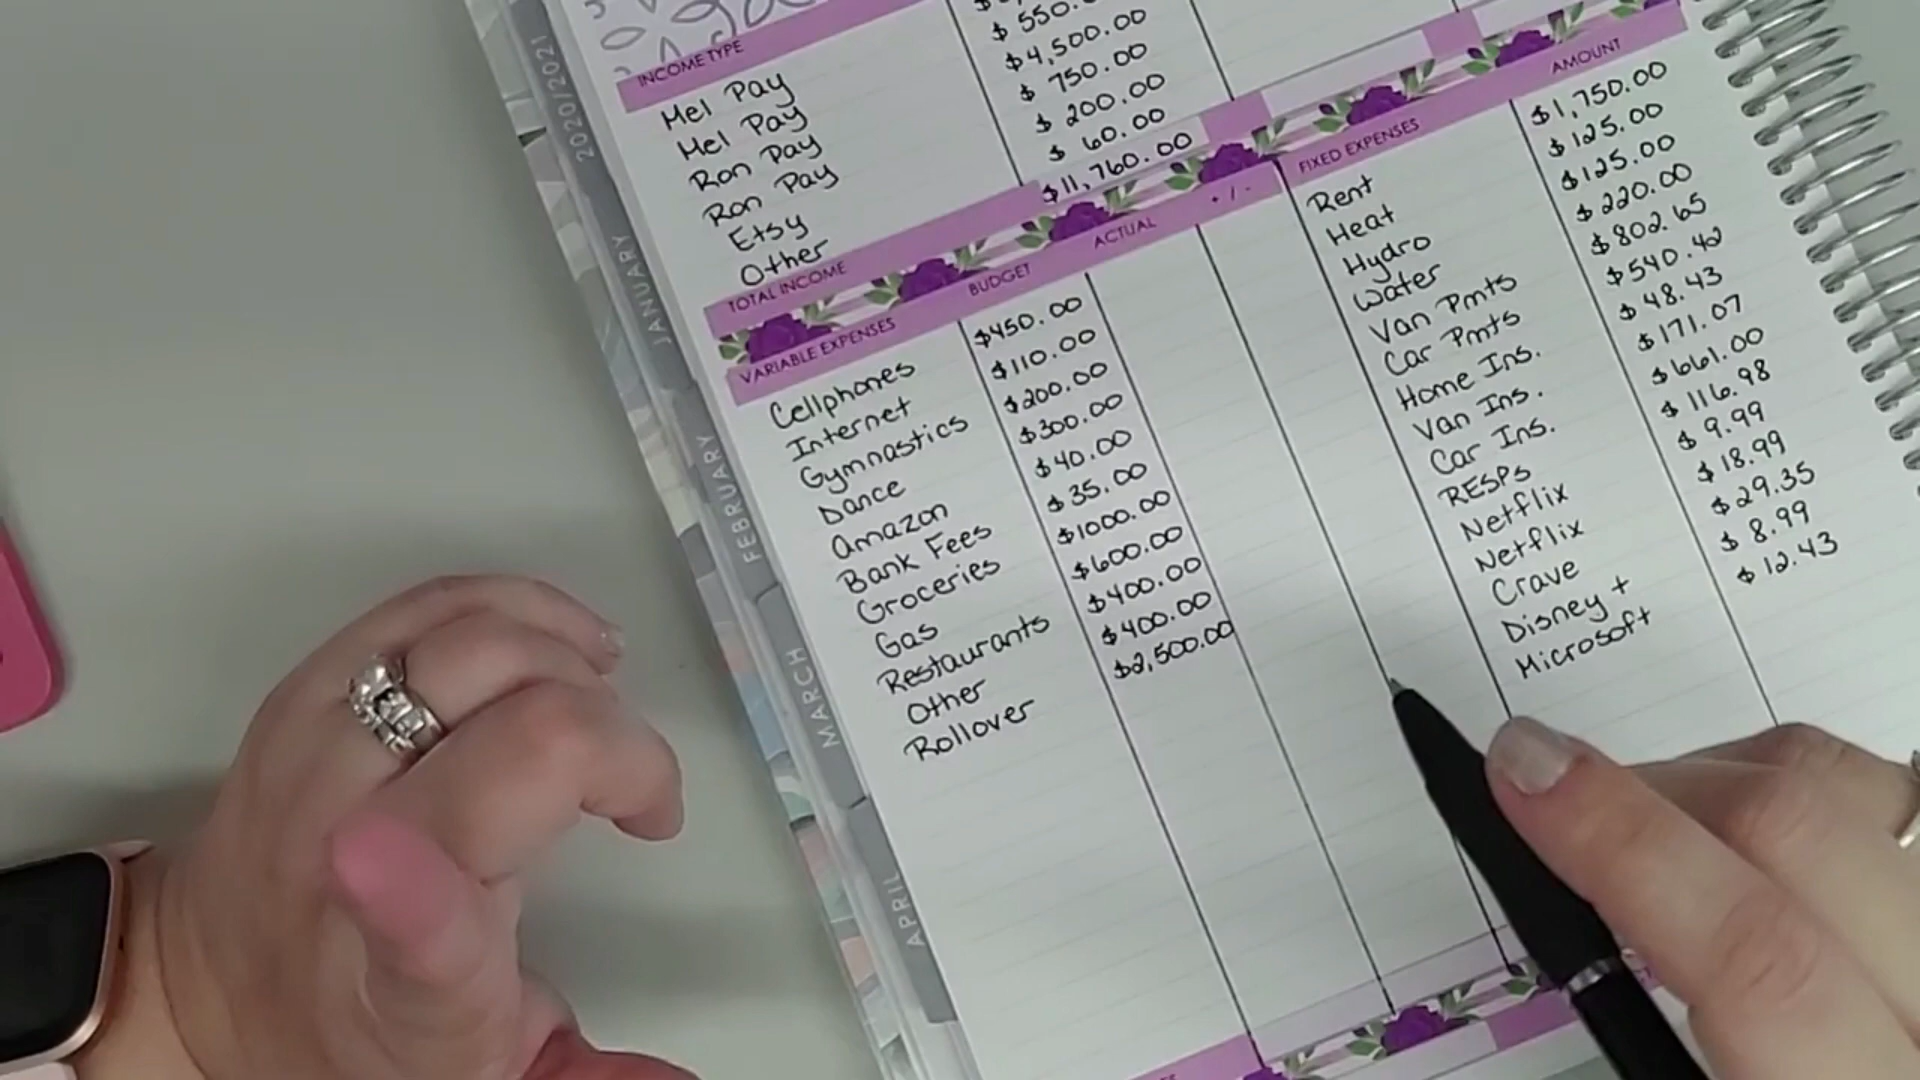 2020/2021
JANUARY
FEBRUARY
MARCH
APRIL
INCOME TYPE
Mel Pay
Mel Pay $ 550.
Ron Pay $4,500.00
Ron Pay $ 750.00
Etsy $ 200.00
Other $ 60.00
TOTAL INCOME $11,760.00
VARIABLE EXPENSES BUDGET ACTUAL + / -
Cellphones $450.00
Internet $110.00
Gymnastics $200.00
Dance $300.00
Amazon $40.00
Bank Fees $ 35.00
Groceries $1000.00
Gas $600.00
Restaurants $400.00
Other $400.00
Rollover $2,500.00
FIXED EXPENSES AMOUNT
Rent $1,750.00
Heat $125.00
Hydro $125.00
Water $220.00
Van Pmts $802.65
Car Pmts $540.42
Home Ins. $48.43
Van Ins. $171.07
Car Ins. $661.00
RESPs $ 116.98
Netflix $ 9.99
Netflix $ 18.99
Crave $ 29.35
Disney + $ 8.99
Microsoft $ 12.43